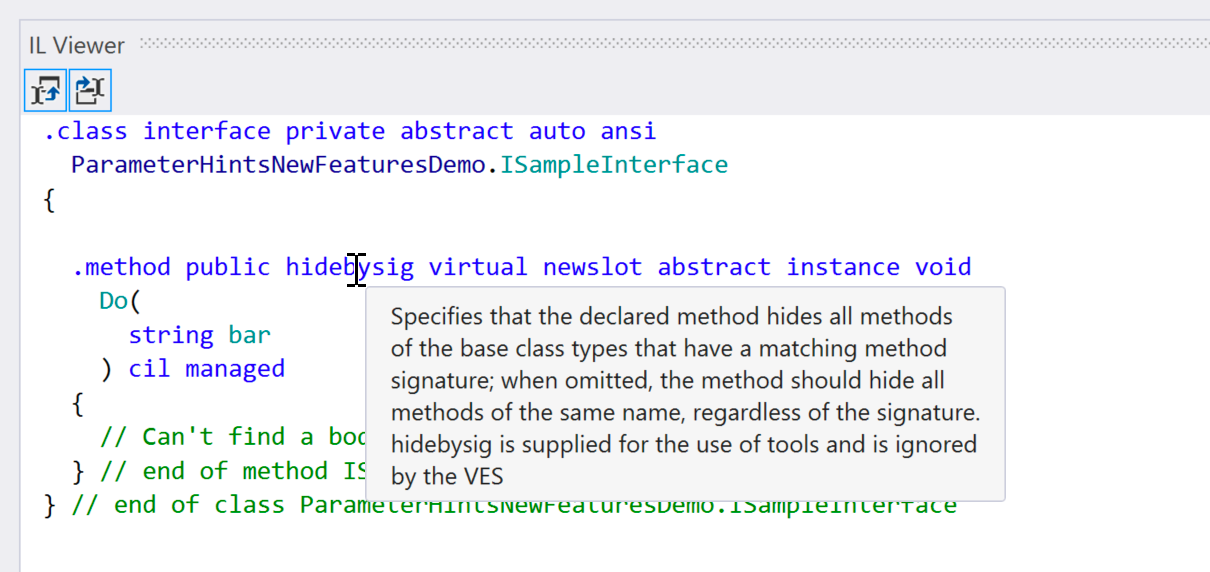 IL Viewer
.class interface private abstract auto ansi
ParameterHintsNewFeaturesDemo.ISampleInterface
{
.method public hidebysig virtual newslot abstract instance void
Do(
string bar
) cil managed
{
// Can't find a
} // end of method
} // end of class ParameterHintsNewFeaturesDemo.ISampleInterface
Specifies that the declared method hides all methods
of the base class types that have a matching method
signature; when omitted, the method should hide all
methods of the same name, regardless of the signature.
hidebysig is supplied for the use of tools and is ignored
by the VES